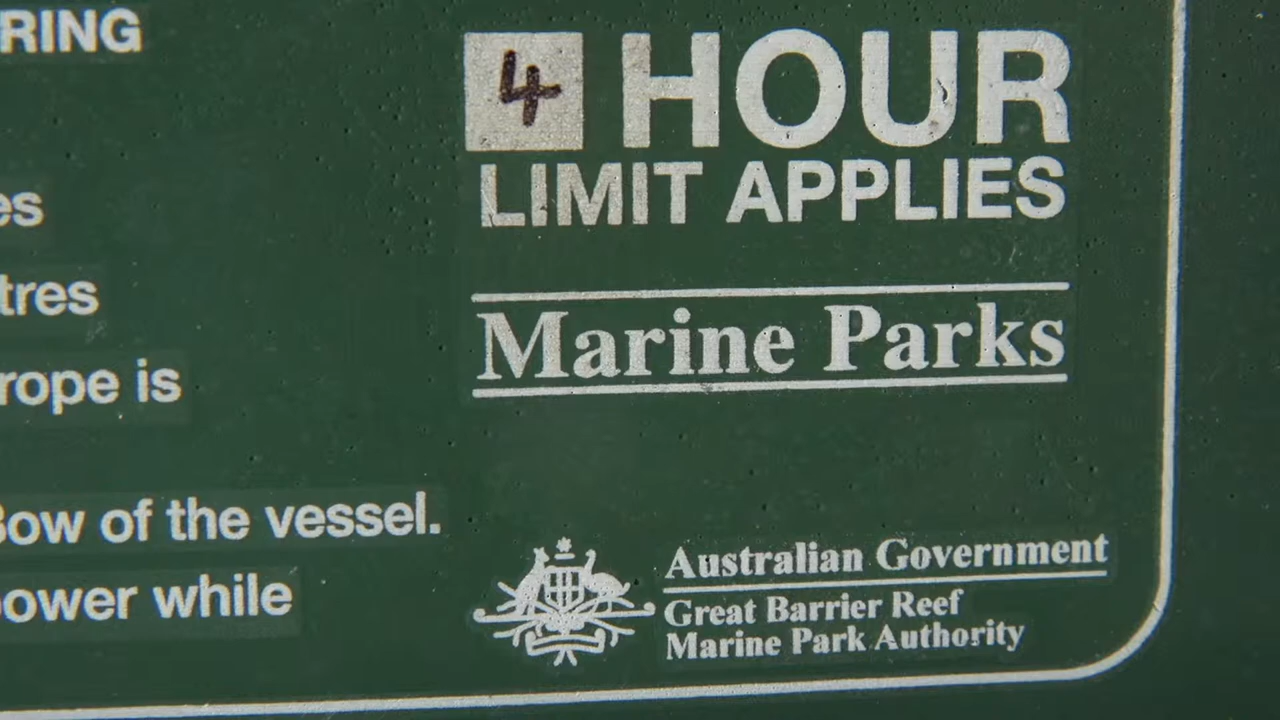 RING
es
tres
rope is
Bow of the vessel.
power while
4 HOUR
LIMIT APPLIES
Marine Parks
Australian Government
Great Barrier Reef
Marine Park Authority